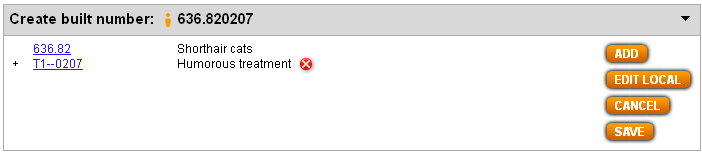 Create built number: 636.820207
636.82 Shorthair cats
+ T1--0207 Humorous treatment
ADD
EDIT LOCAL
CANCEL
SAVE